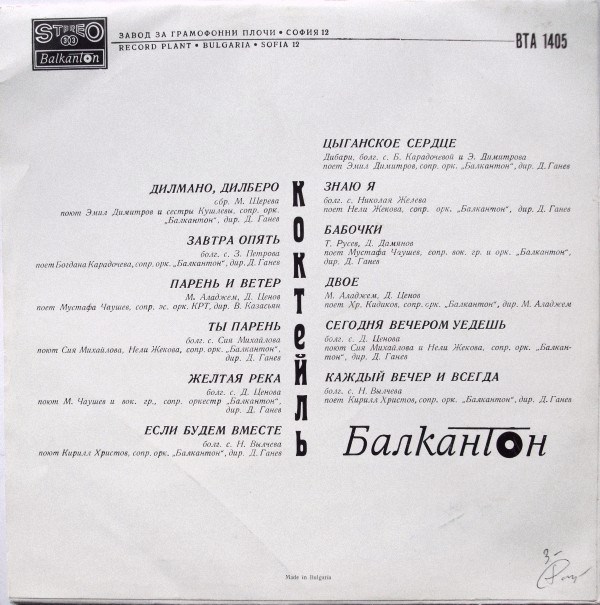 STEREO
33
Balkanton
ЗАВОД ЗА ГРАМОФОННИ ПЛОЧИ • СОФИЯ 12
RECORD PLANT • BULGARIA • SOFIA 12
ВТА 1405
КОКТеЙЛЬ
ДИЛМАНО, ДИЛБЕРО
обр. М. Щерева
поют Эмил Димитров и сестры Кушлевы, сопр. орк.
„Балкантон“, дир. Д. Ганев
ЗАВТРА ОПЯТЬ
болг. с. З. Петрова
поет Богдана Карадочева, сопр. орк. „Балкантон“, дир. Д. Ганев
ПАРЕНЬ И ВЕТЕР
М. Аладжем, Д. Ценов
поет Мустафа Чаушев, сопр. эс. орк. КРТ, дир. В. Казасьян
ТЫ ПАРЕНЬ
болг. с. Сия Михайлова
поют Сия Михайлова, Нели Жекова, сопр. орк. „Балкантон“,
дир. Д. Ганев
ЖЕЛТАЯ РЕКА
болг. с. Д. Ценова
поют М. Чаушев и вок. гр., сопр. оркестр „Балкантон“,
дир. Д. Ганев
ЕСЛИ БУДЕМ ВМЕСТЕ
болг. с. Н. Вылчева
поют Кирилл Христов, сопр. орк. „Балкантон“, дир. Д. Ганев
ЦЫГАНСКОЕ СЕРДЦЕ
Дибара, болг. с. Б. Карадочевой и Э. Димитрова
поет Эмил Димитров, сопр. орк. „Балкантон“, дир. Д. Ганев
ЗНАЮ Я
болг. с. Николая Желева
поет Нели Жекова, сопр. орк. „Балкантон“, дир. Д. Ганев
БАБОЧКИ
Т. Русев, Д. Дамянов
поет Мустафа Чаушев, сопр. вок. гр. и орк. „Балкантон“,
дир. Д. Ганев
ДВОЕ
М. Аладжем, Д. Ценов
поет Хр. Кидиков, сопр. орк. „Балкантон“, дир. М. Аладжем
СЕГОДНЯ ВЕЧЕРОМ УЕДЕШЬ
болг. с. Д. Ценова
поют Сия Михайлова и Нели Жекова, сопр. орк. „Балкан-
тон“, дир. Д. Ганев
КАЖДЫЙ ВЕЧЕР И ВСЕГДА
болг. с. Н. Вылчева
поет Кирилл Христов, сопр. орк. „Балкантон“, дир. Д. Ганев
Балкантон
Made in Bulgaria